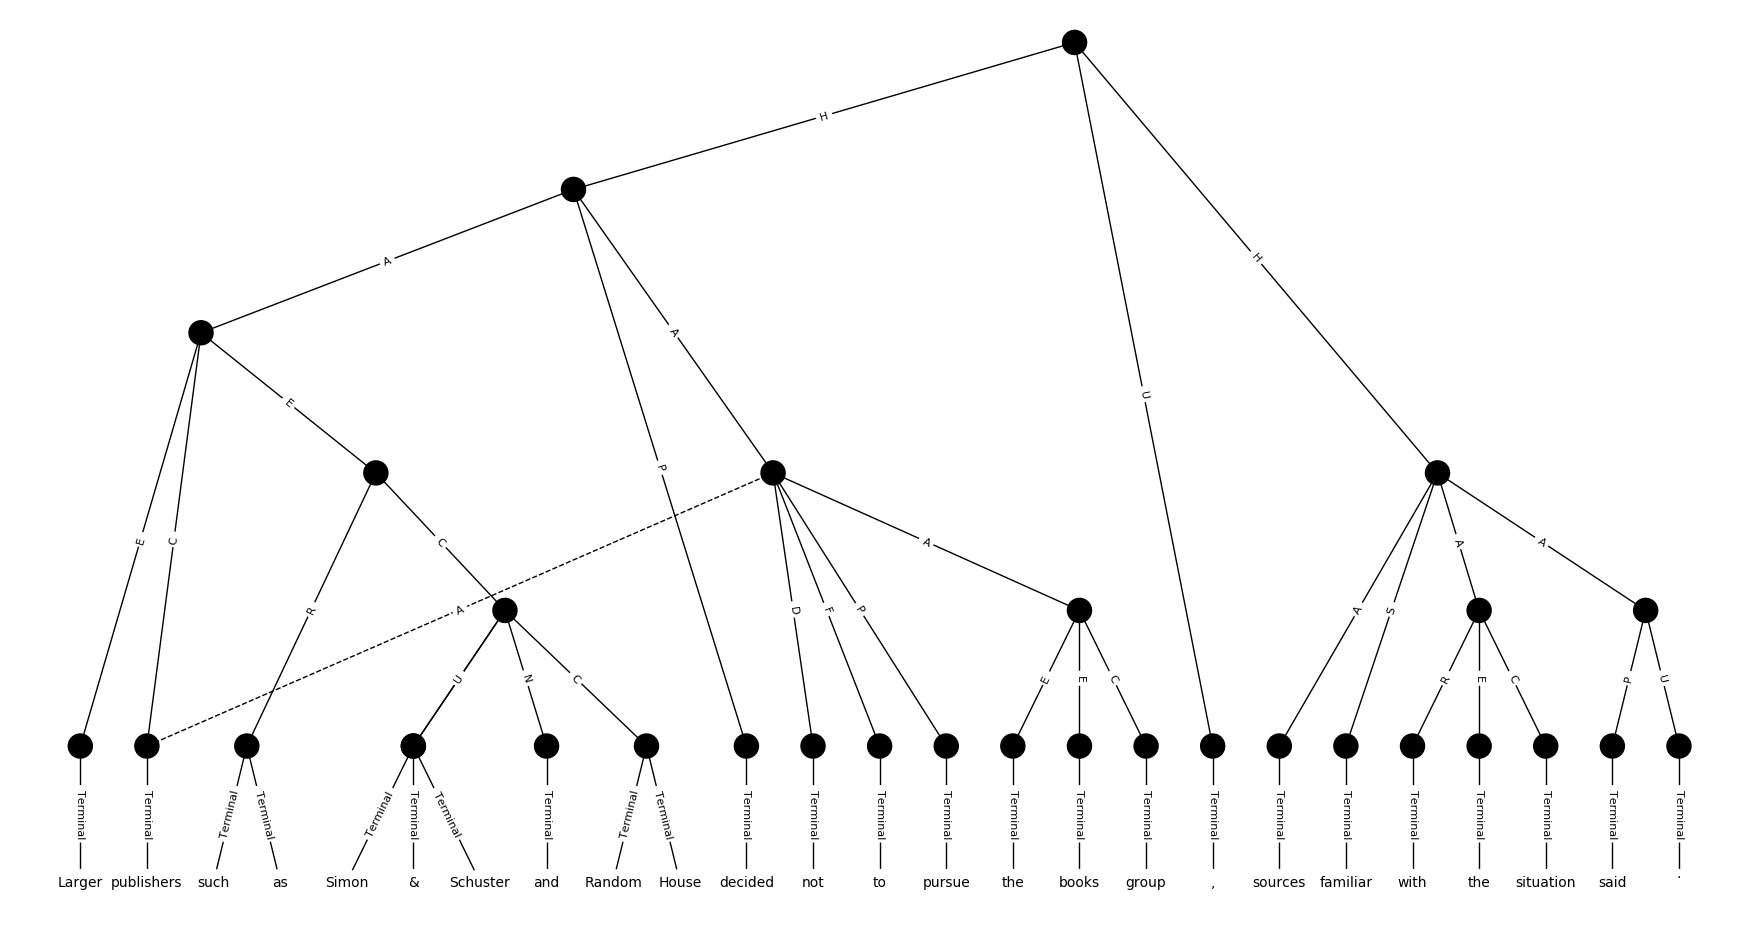 H
A
A
H
E
U
P
E
C
C
A
A
A
R
A
D
F
P
A
S
U
N
C
E
E
C
R
E
C
P
U
Terminal Terminal Terminal Terminal Terminal Terminal Terminal Terminal Terminal Terminal Terminal Terminal Terminal Terminal Terminal Terminal Terminal Terminal Terminal Terminal Terminal Terminal Terminal Terminal Terminal
Larger publishers such as Simon & Schuster and Random House decided not to pursue the books group , sources familiar with the situation said .